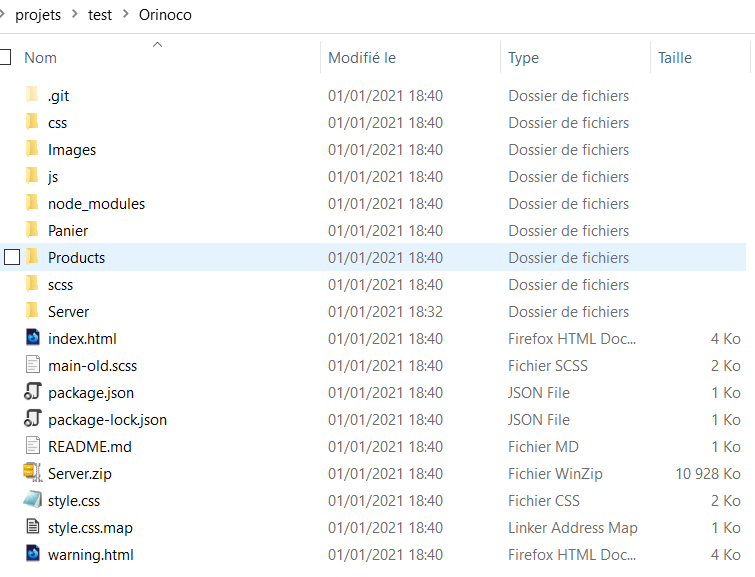 projets > test > Orinoco
Nom Modifié le Type Taille
.git 01/01/2021 18:40 Dossier de fichiers
css 01/01/2021 18:40 Dossier de fichiers
Images 01/01/2021 18:40 Dossier de fichiers
js 01/01/2021 18:40 Dossier de fichiers
node_modules 01/01/2021 18:40 Dossier de fichiers
Panier 01/01/2021 18:40 Dossier de fichiers
Products 01/01/2021 18:40 Dossier de fichiers
scss 01/01/2021 18:40 Dossier de fichiers
Server 01/01/2021 18:32 Dossier de fichiers
index.html 01/01/2021 18:40 Firefox HTML Doc... 4 Ko
main-old.scss 01/01/2021 18:40 Fichier SCSS 2 Ko
package.json 01/01/2021 18:40 JSON File 1 Ko
package-lock.json 01/01/2021 18:40 JSON File 1 Ko
README.md 01/01/2021 18:40 Fichier MD 1 Ko
Server.zip 01/01/2021 18:40 Fichier WinZip 10 928 Ko
style.css 01/01/2021 18:40 Fichier CSS 2 Ko
style.css.map 01/01/2021 18:40 Linker Address Map 1 Ko
warning.html 01/01/2021 18:40 Firefox HTML Doc... 4 Ko